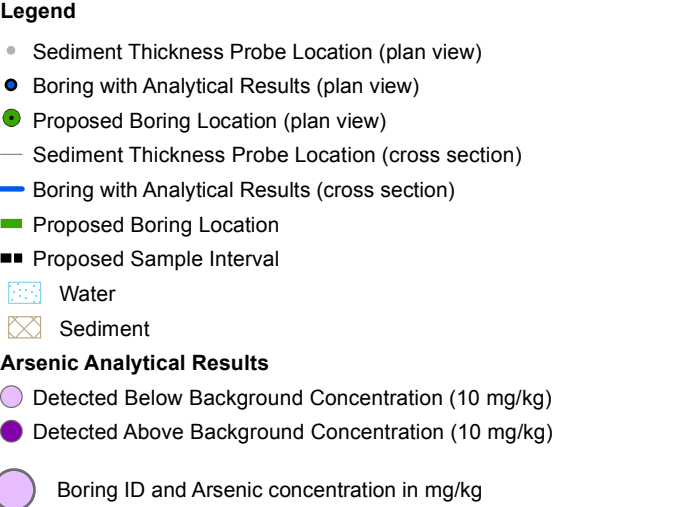 Legend
Sediment Thickness Probe Location (plan view)
Boring with Analytical Results (plan view)
Proposed Boring Location (plan view)
Sediment Thickness Probe Location (cross section)
Boring with Analytical Results (cross section)
Proposed Boring Location
Proposed Sample Interval
Water
Sediment
Arsenic Analytical Results
Detected Below Background Concentration (10 mg/kg)
Detected Above Background Concentration (10 mg/kg)
Boring ID and Arsenic concentration in mg/kg